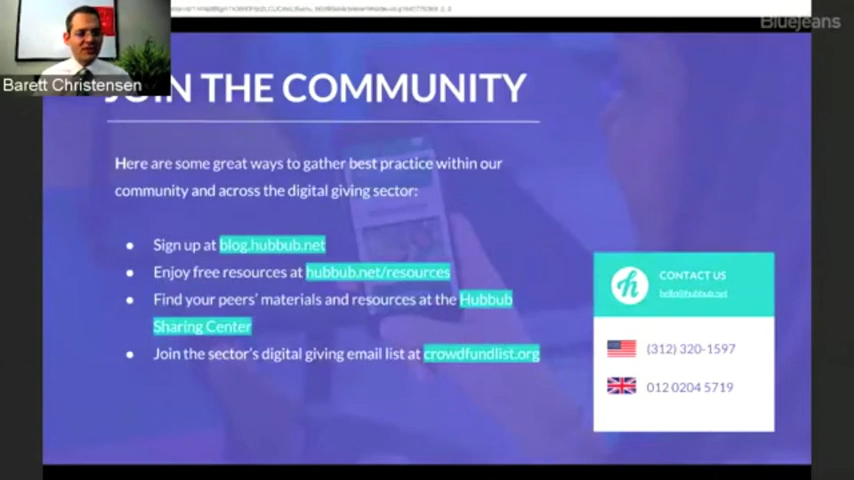 BlueJeans
Barett Christensen
JOIN THE COMMUNITY
Here are some great ways to gather best practice within our
community and across the digital giving sector:
● Sign up at blog.hubbub.net
● Enjoy free resources at hubbub.net/resources
● Find your peers' materials and resources at the Hubbub
Sharing Center
● Join the sector's digital giving email list at crowdfundlist.org
h
CONTACT US
hello@hubbub.net
(312) 320-1597
012 0204 5719